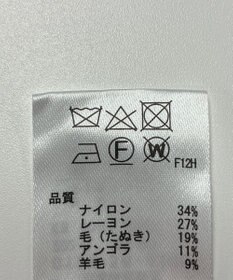 F W F12H
品質
ナイロン 34%
レーヨン 27%
毛(たぬき) 19%
アンゴラ 11%
羊毛 9%